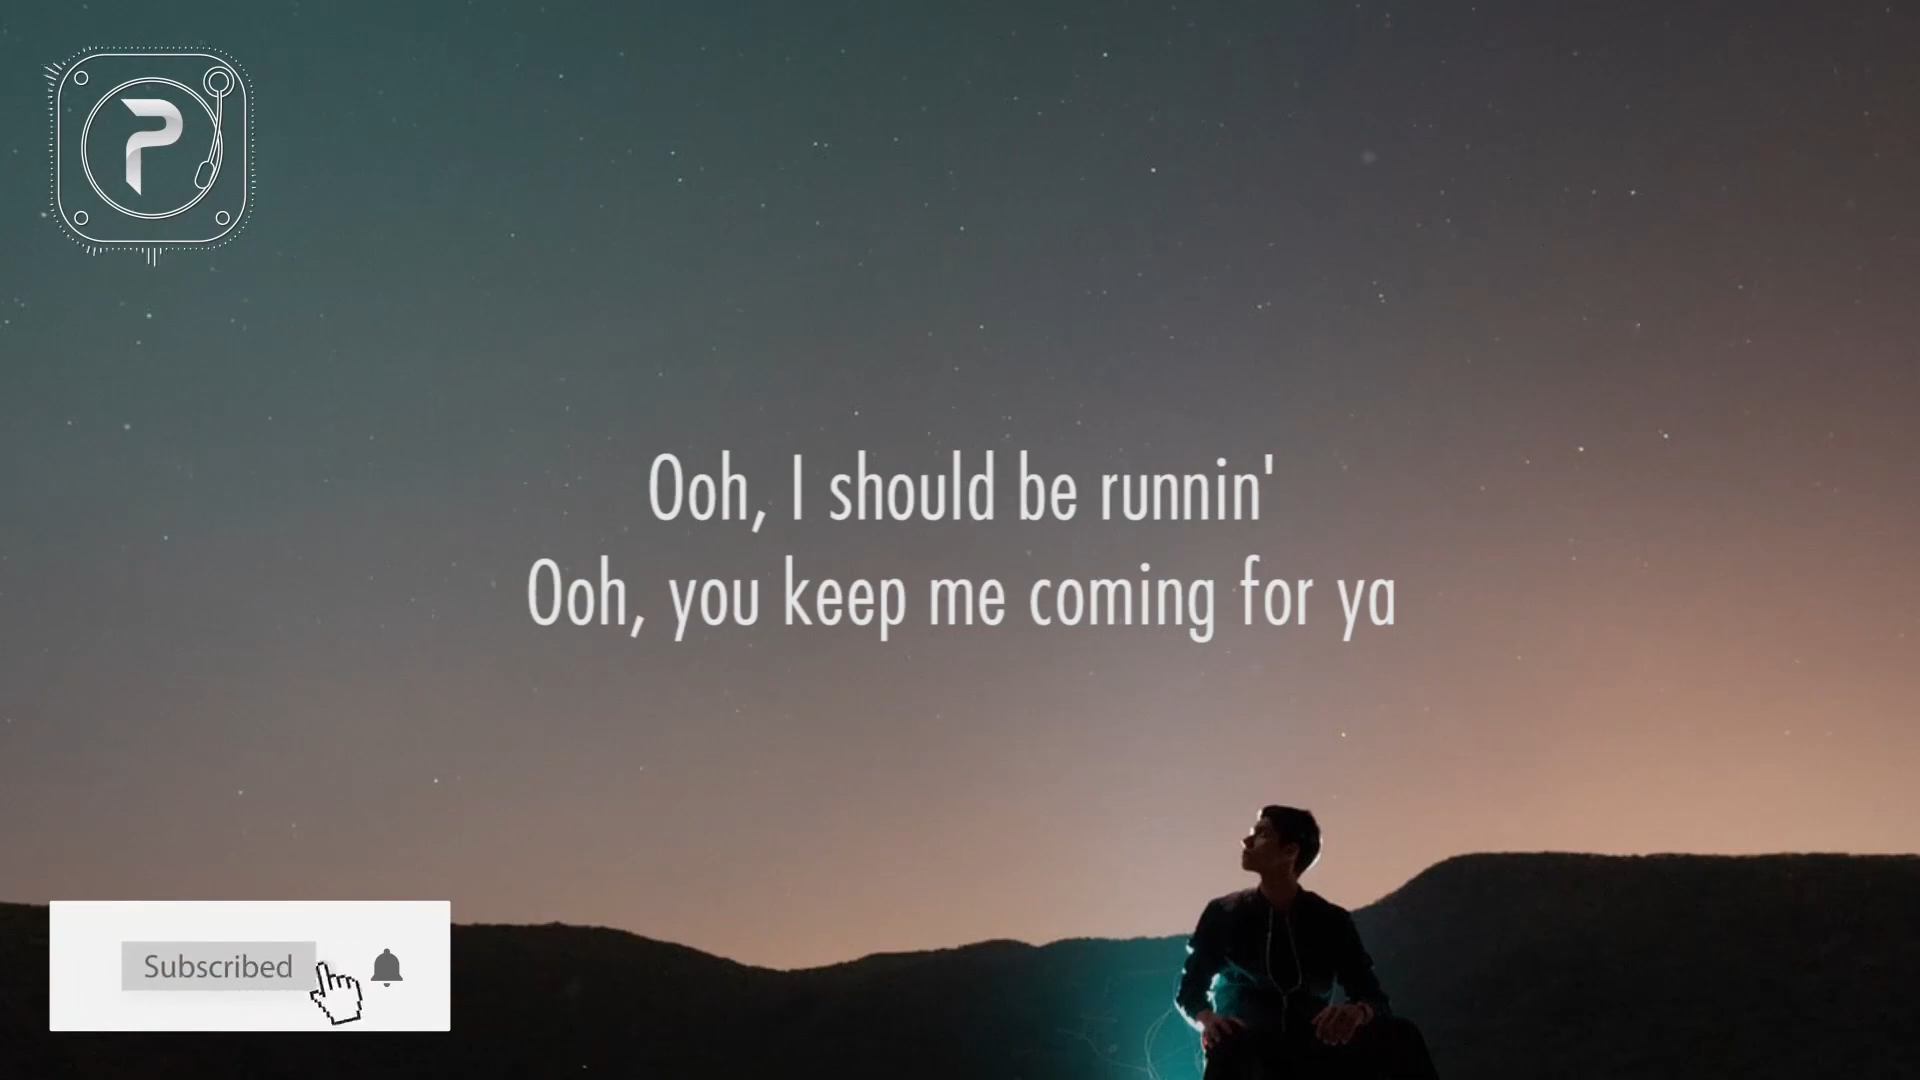 P
Ooh, I should be runnin'
Ooh, you keep me coming for ya
Subscribed